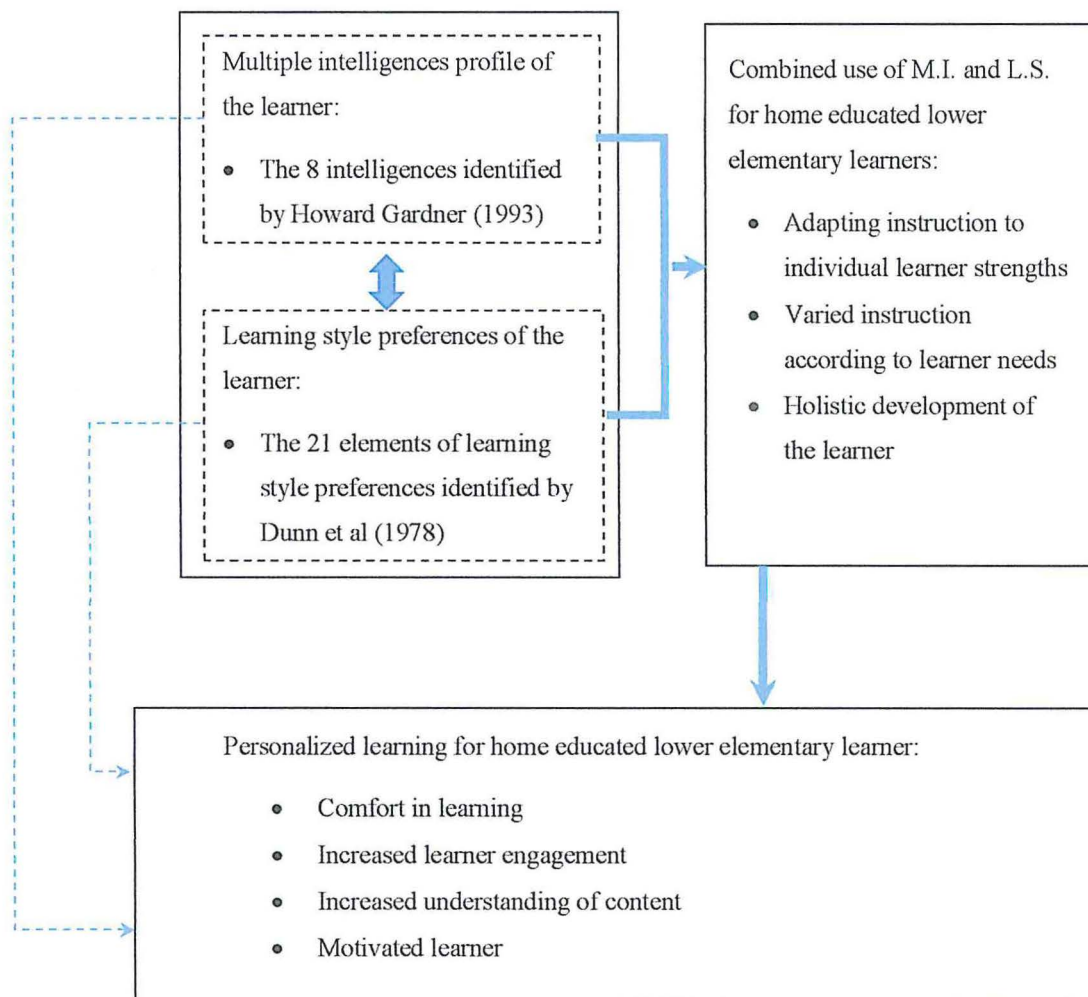 Multiple intelligences profile of
the learner:
• The 8 intelligences identified
by Howard Gardner (1993)
Learning style preferences of the
learner:
• The 21 elements of learning
style preferences identified by
Dunn et al (1978)
Combined use of M.I. and L.S.
for home educated lower
elementary learners:
• Adapting instruction to
individual learner strengths
• Varied instruction
according to learner needs
• Holistic development of
the learner
Personalized learning for home educated lower elementary learner:
• Comfort in learning
• Increased learner engagement
• Increased understanding of content
• Motivated learner